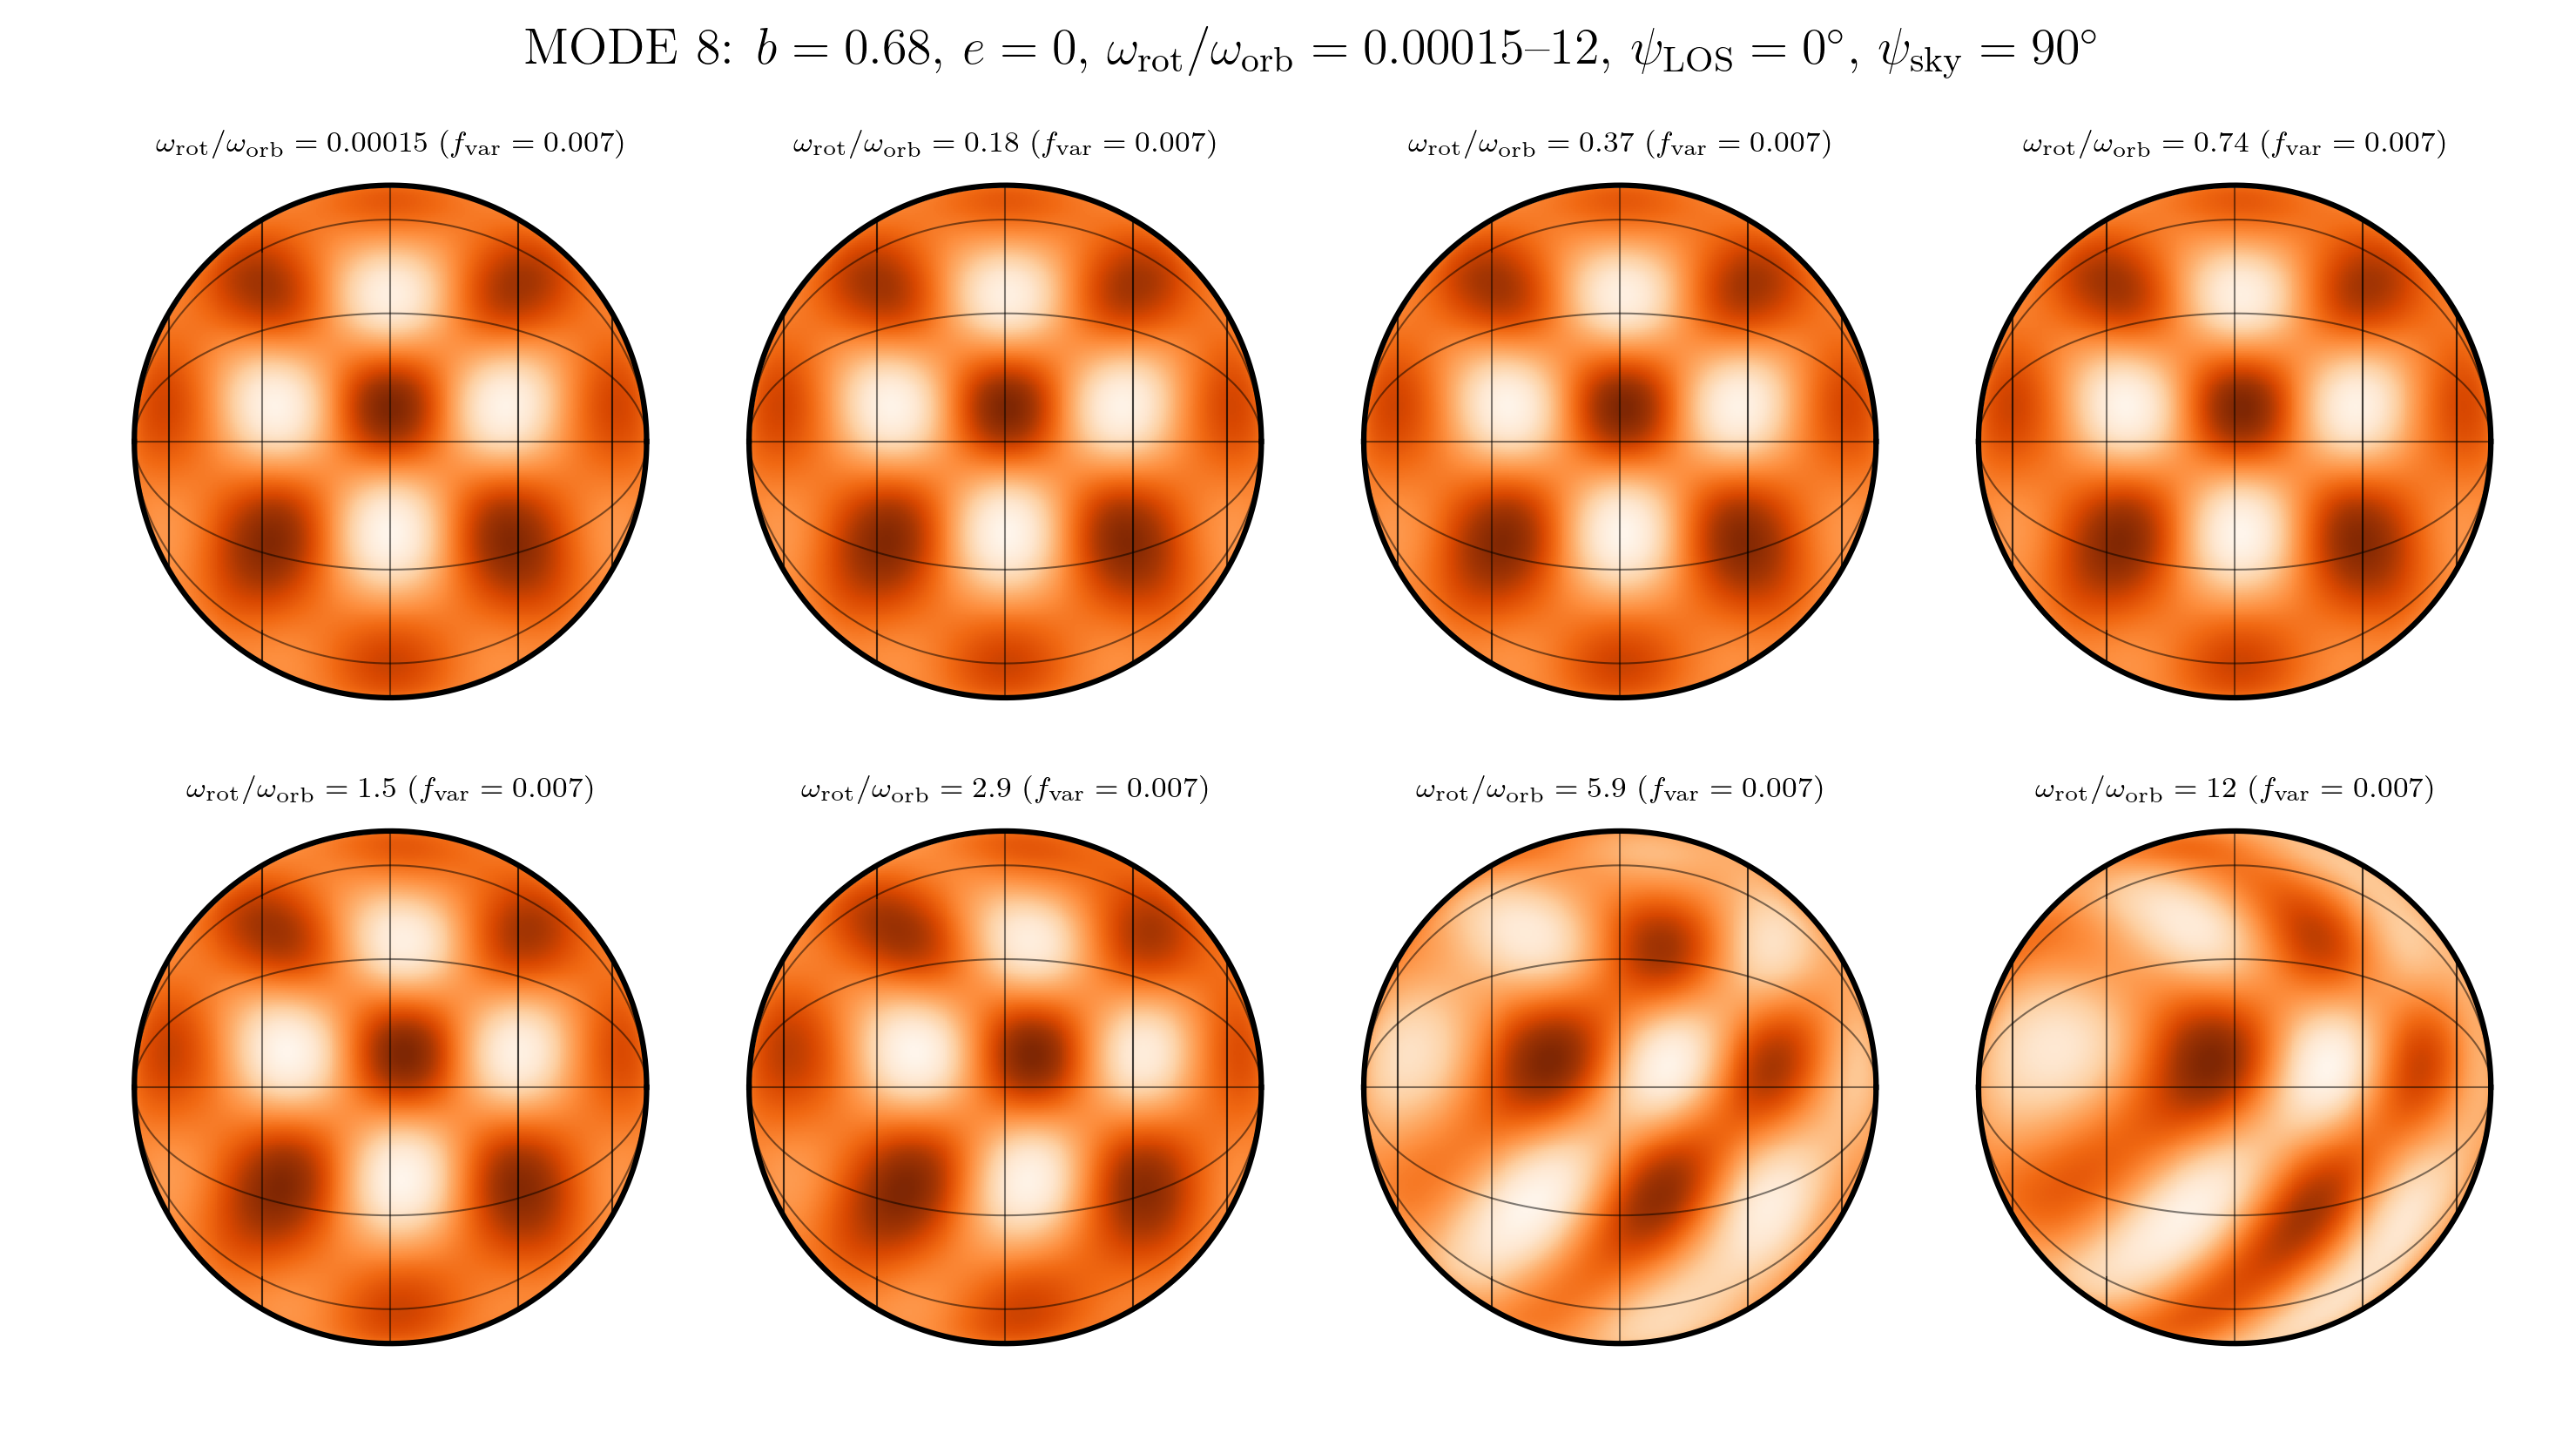 MODE 8: b = 0.68, e = 0, ω_rot/ω_orb = 0.00015–12, ψ_LOS = 0°, ψ_sky = 90°
ω_rot/ω_orb = 0.00015 (f_var = 0.007)
ω_rot/ω_orb = 0.18 (f_var = 0.007)
ω_rot/ω_orb = 0.37 (f_var = 0.007)
ω_rot/ω_orb = 0.74 (f_var = 0.007)
ω_rot/ω_orb = 1.5 (f_var = 0.007)
ω_rot/ω_orb = 2.9 (f_var = 0.007)
ω_rot/ω_orb = 5.9 (f_var = 0.007)
ω_rot/ω_orb = 12 (f_var = 0.007)